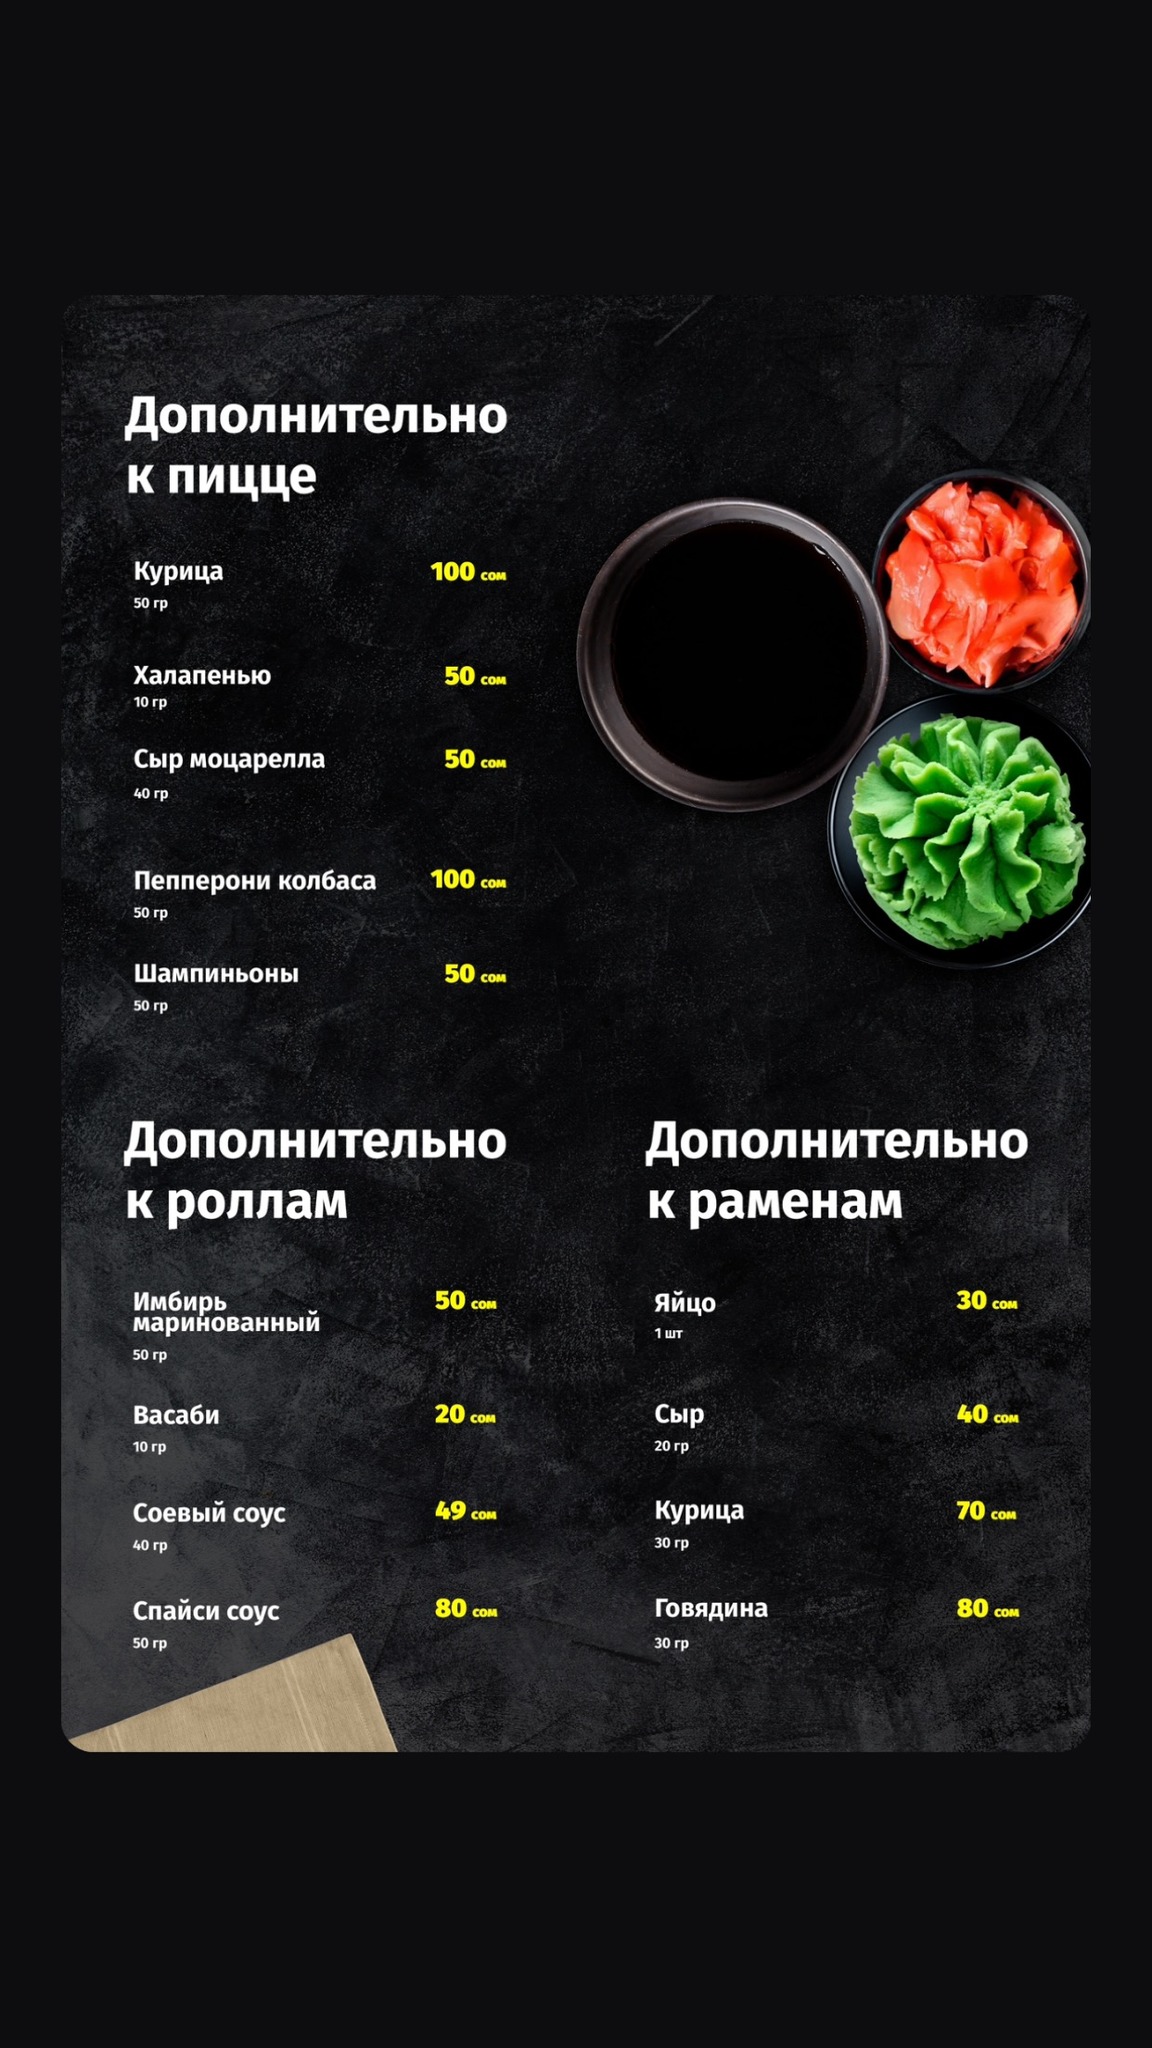 Дополнительно
к пицце
Курица 100 сом
50 гр
Халапенью 50 сом
10 гр
Сыр моцарелла 50 сом
40 гр
Пепперони колбаса 100 сом
50 гр
Шампиньоны 50 сом
50 гр
Дополнительно
к роллам
Имбирь 50 сом
маринованный
50 гр
Васаби 20 сом
10 гр
Соевый соус 49 сом
40 гр
Спайси соус 80 сом
50 гр
Дополнительно
к раменам
Яйцо 30 сом
1 шт
Сыр 40 сом
20 гр
Курица 70 сом
30 гр
Говядина 80 сом
30 гр